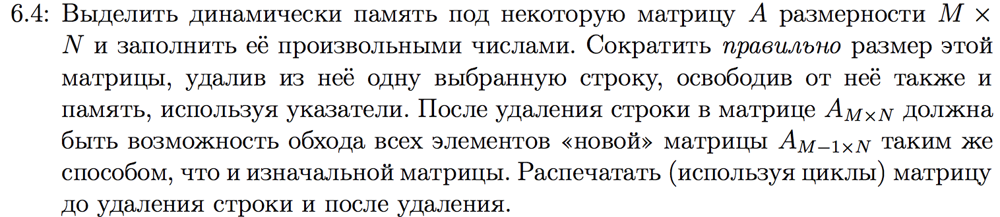 6.4: Выделить динамически память под некоторую матрицу A размерности M ×
N и заполнить её произвольными числами. Сократить правильно размер этой
матрицы, удалив из неё одну выбранную строку, освободив от неё также и
память, используя указатели. После удаления строки в матрице A_{M×N} должна
быть возможность обхода всех элементов «новой» матрицы A_{M−1×N} таким же
способом, что и изначальной матрицы. Распечатать (используя циклы) матрицу
до удаления строки и после удаления.